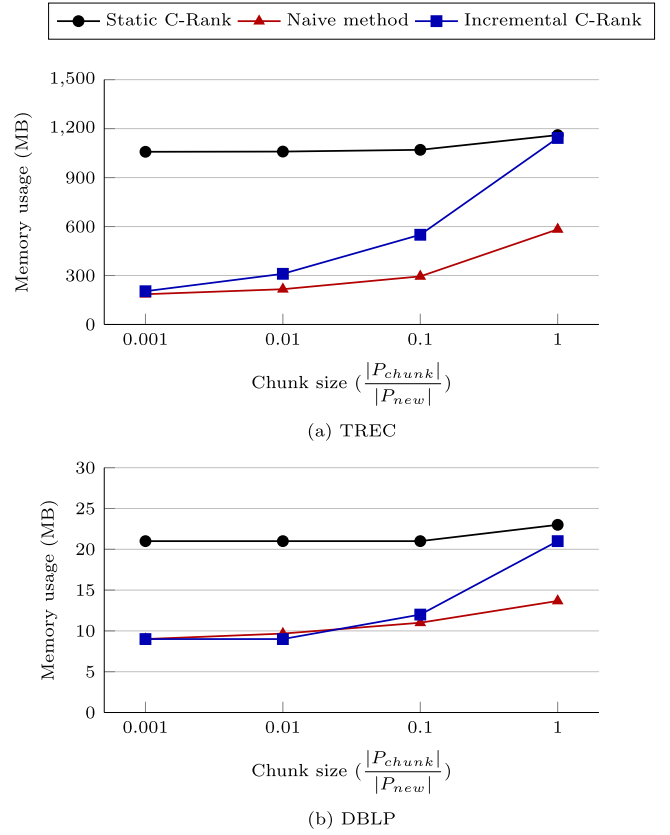 Static C-Rank Naive method Incremental C-Rank
1,500
1,200
900
600
300
0
Memory usage (MB)
0.001 0.01 0.1 1
Chunk size (|P_chunk| / |P_new|)
(a) TREC
30
25
20
15
10
5
0
Memory usage (MB)
0.001 0.01 0.1 1
Chunk size (|P_chunk| / |P_new|)
(b) DBLP